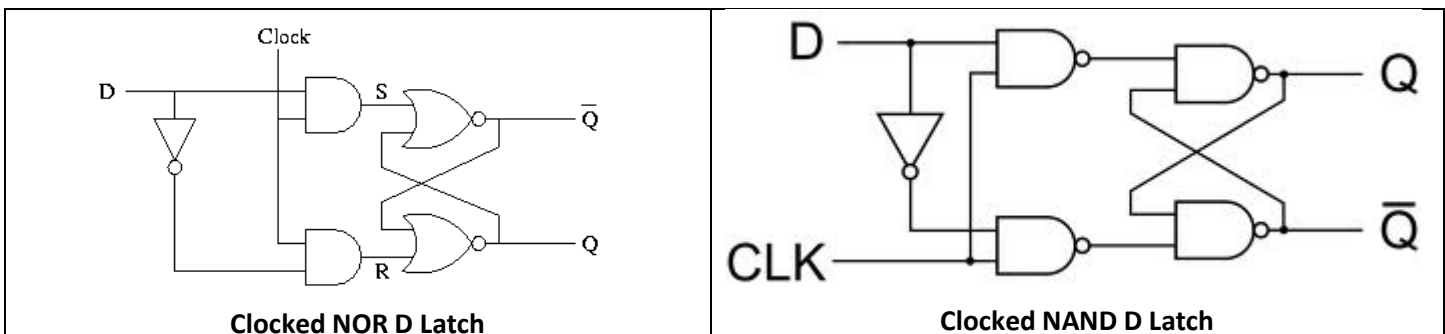 Clock
D
S
Q̅
Q
R
Clocked NOR D Latch
D
Q
CLK
Q̅
Clocked NAND D Latch